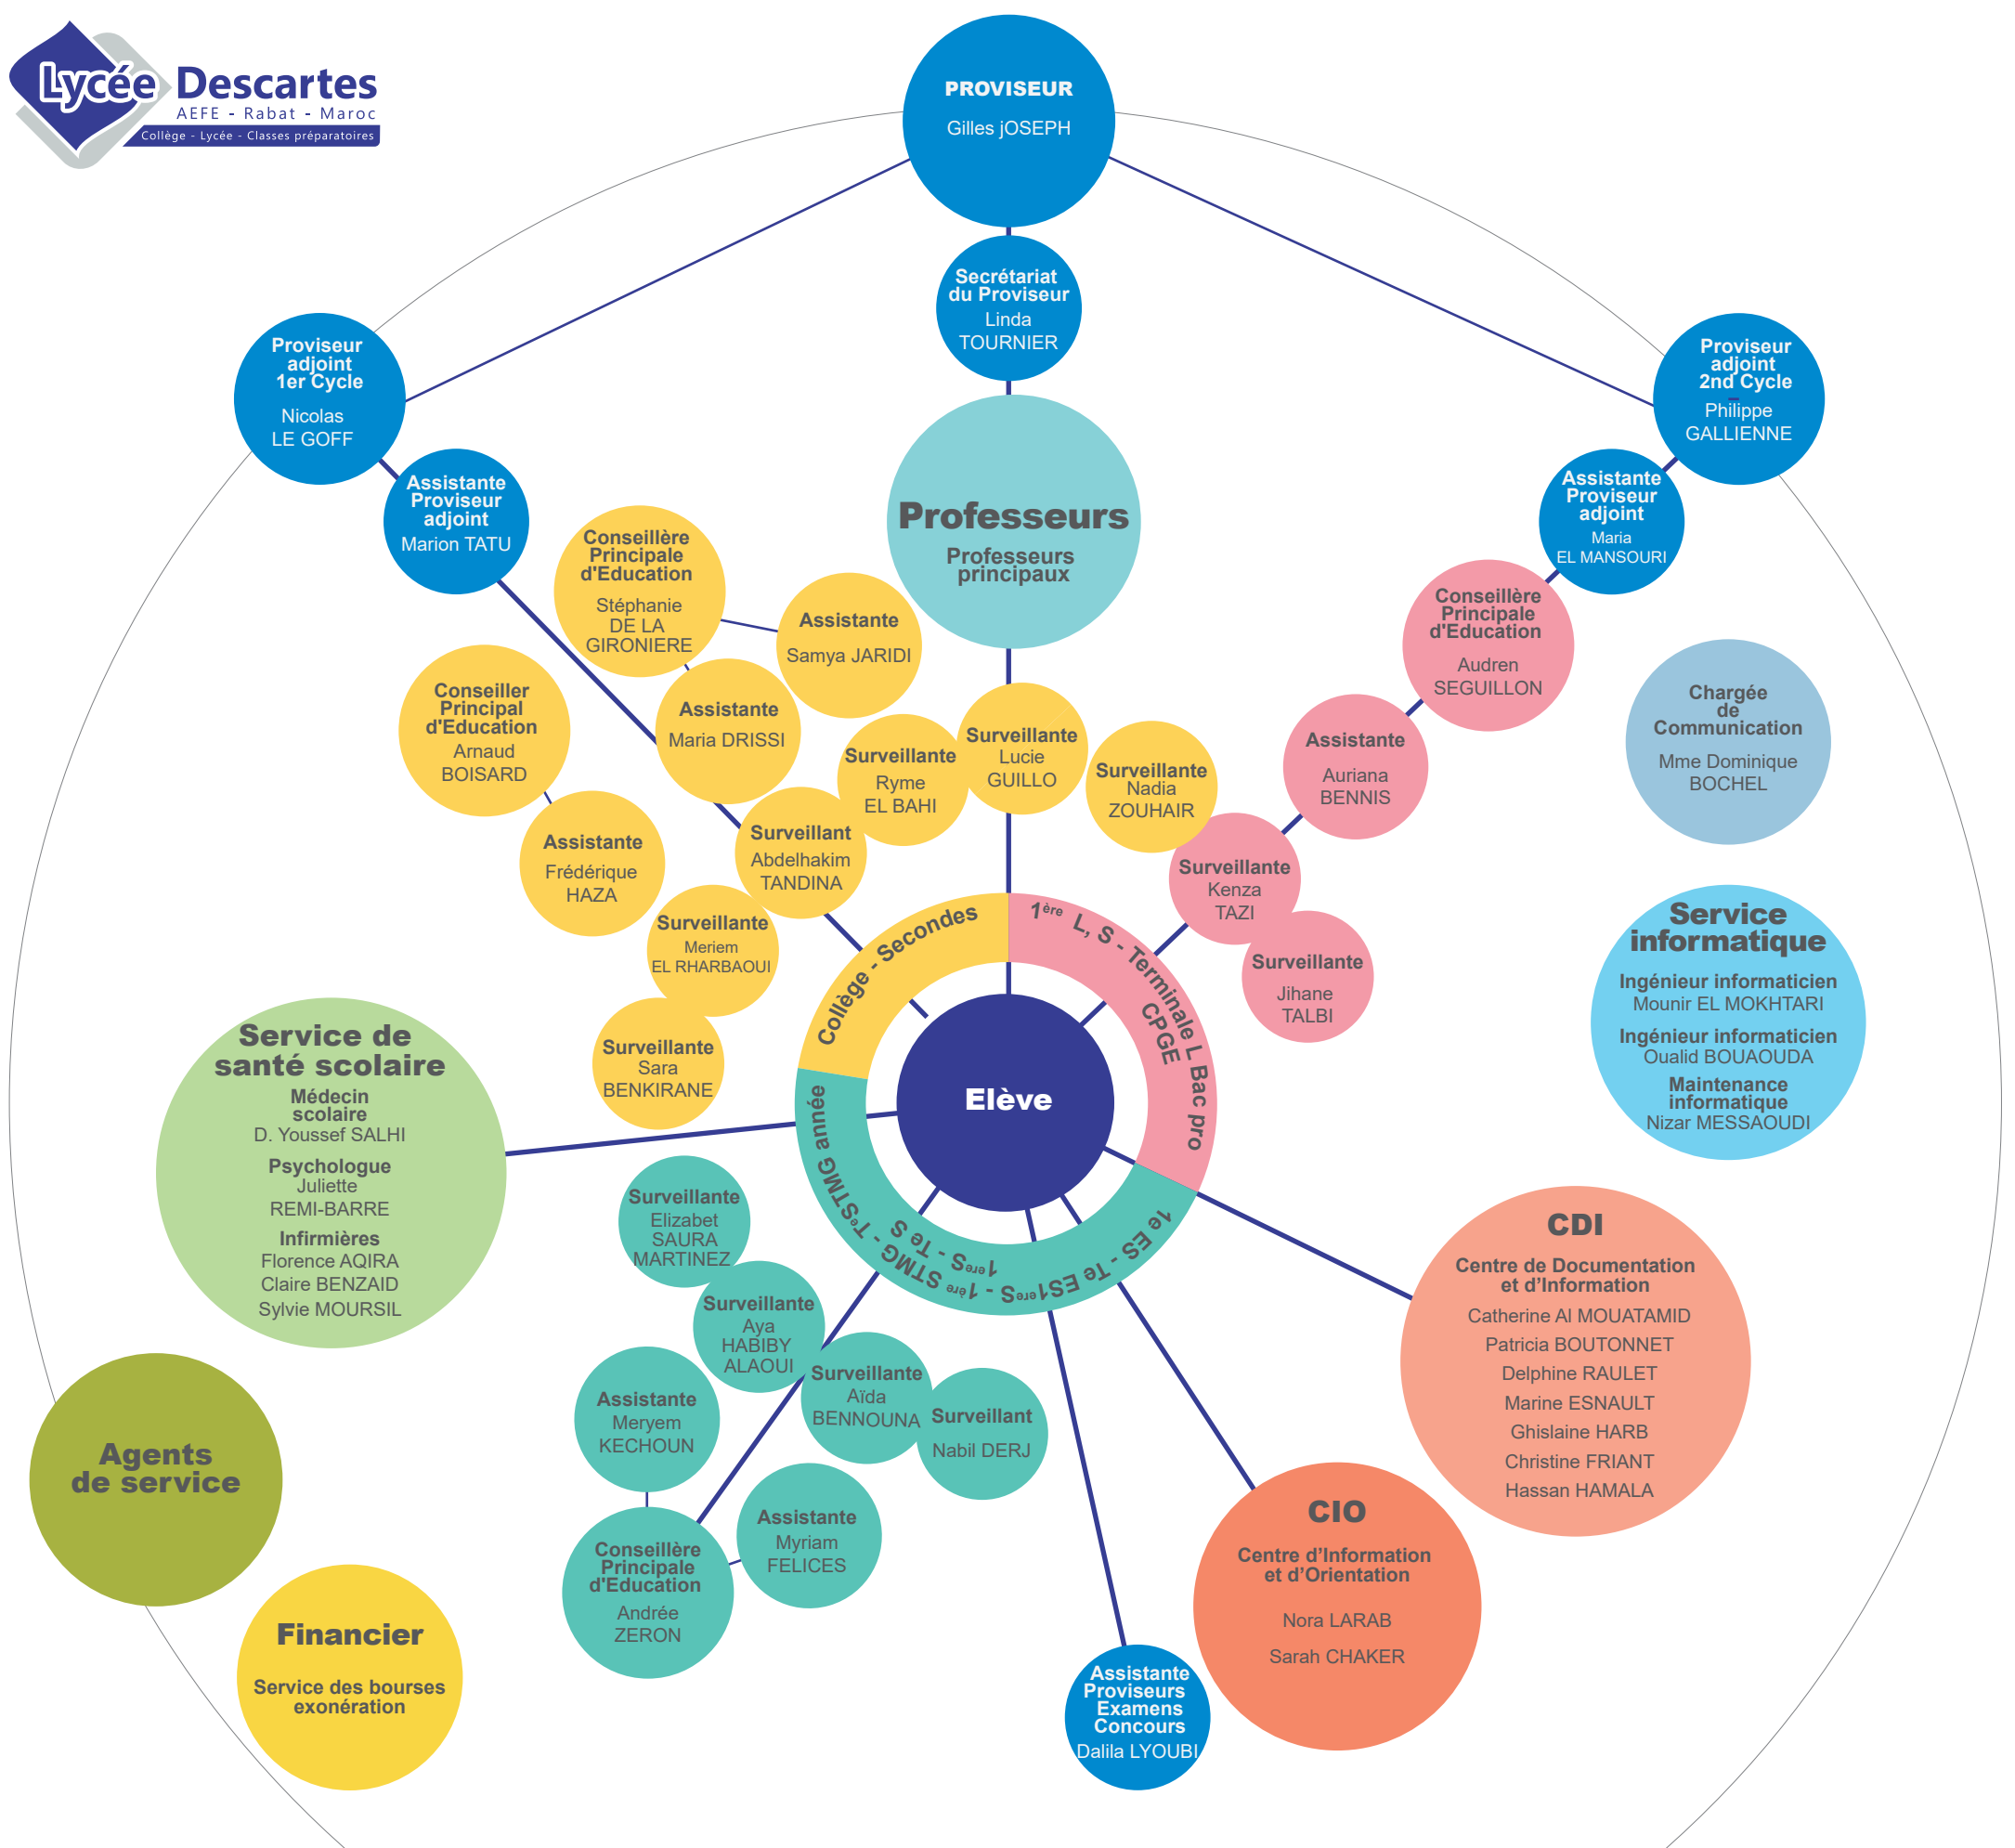 Lycée Descartes
AEFE - Rabat - Maroc
Collège - Lycée - Classes préparatoires
PROVISEUR
Gilles jOSEPH
Secrétariat
du Proviseur
Linda
TOURNIER
Proviseur
adjoint
1er Cycle
Nicolas
LE GOFF
Proviseur
adjoint
2nd Cycle
Philippe
GALLIENNE
Assistante
Proviseur
adjoint
Marion TATU
Assistante
Proviseur
adjoint
Maria
EL MANSOURI
Professeurs
Professeurs
principaux
Conseillère
Principale
d'Education
Stéphanie
DE LA
GIRONIERE
Assistante
Samya JARIDI
Assistante
Maria DRISSI
Conseiller
Principal
d'Education
Arnaud
BOISARD
Assistante
Frédérique
HAZA
Surveillante
Ryme
EL BAHI
Surveillante
Lucie
GUILLO
Surveillante
Nadia
ZOUHAIR
Surveillant
Abdelhakim
TANDINA
Surveillante
Meriem
EL RHARBAOUI
Surveillante
Sara
BENKIRANE
Conseillère
Principale
d'Education
Audren
SEGUILLON
Assistante
Auriana
BENNIS
Surveillante
Kenza
TAZI
Surveillante
Jihane
TALBI
Chargée
de
Communication
Mme Dominique
BOCHEL
Service
informatique
Ingénieur informaticien
Mounir EL MOKHTARI
Ingénieur informaticien
Oualid BOUAOUDA
Maintenance
informatique
Nizar MESSAOUDI
Collège - Secondes
1ère L, S - Terminale L Bac pro
CPGE
1e ES - Te - ES1ereS - 1ère STMG - TeSTMG année
1ereS - Te S
Elève
Service de
santé scolaire
Médecin
scolaire
D. Youssef SALHI
Psychologue
Juliette
REMI-BARRE
Infirmières
Florence AQIRA
Claire BENZAID
Sylvie MOURSIL
Surveillante
Elizabet
SAURA
MARTINEZ
Surveillante
Aya
HABIBY
ALAOUI
Surveillante
Aïda
BENNOUNA
Surveillant
Nabil DERJ
Assistante
Meryem
KECHOUN
Assistante
Myriam
FELICES
Conseillère
Principale
d'Education
Andrée
ZERON
CDI
Centre de Documentation
et d’Information
Catherine Al MOUATAMID
Patricia BOUTONNET
Delphine RAULET
Marine ESNAULT
Ghislaine HARB
Christine FRIANT
Hassan HAMALA
CIO
Centre d’Information
et d’Orientation
Nora LARAB
Sarah CHAKER
Assistante
Proviseurs
Examens
Concours
Dalila LYOUBI
Agents
de service
Financier
Service des bourses
exonération